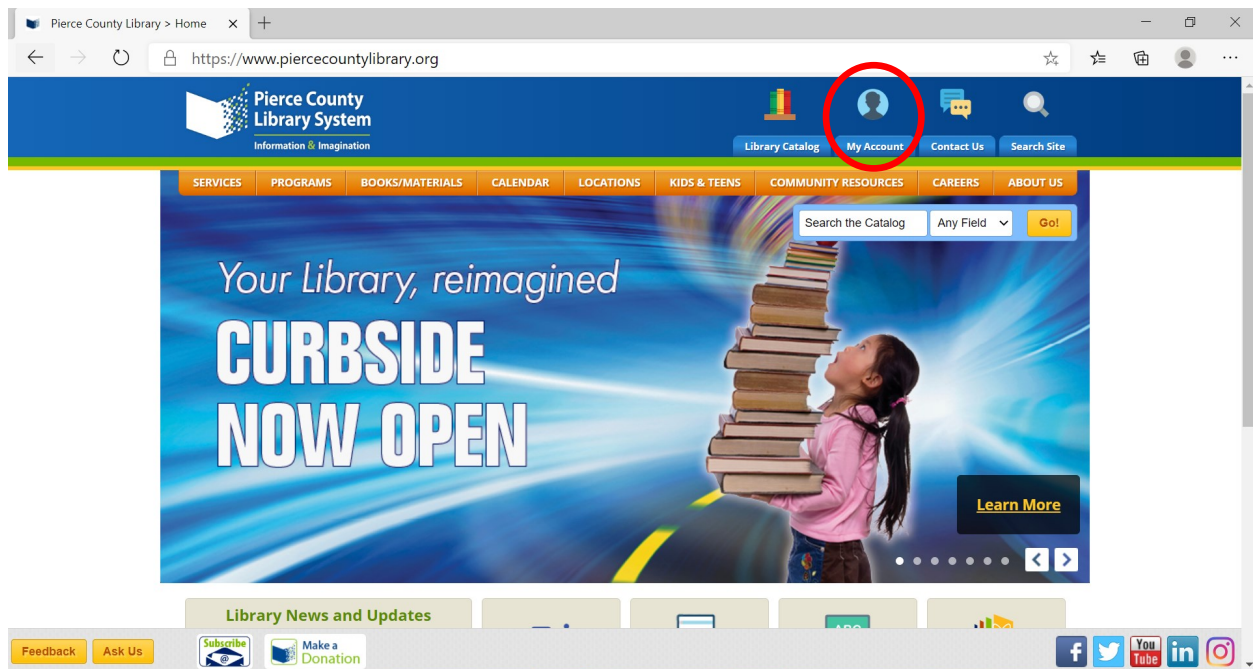 Pierce County Library > Home
https://www.piercecountylibrary.org
Pierce County
Library System
Information & Imagination
Library Catalog
My Account
Contact Us
Search Site
SERVICES
PROGRAMS
BOOKS/MATERIALS
CALENDAR
LOCATIONS
KIDS & TEENS
COMMUNITY RESOURCES
CAREERS
ABOUT US
Search the Catalog
Any Field
Go!
Your Library, reimagined
CURBSIDE
NOW OPEN
Learn More
Library News and Updates
ABC
Feedback
Ask Us
Subscribe
@
Make a
Donation
f
You
Tube
in